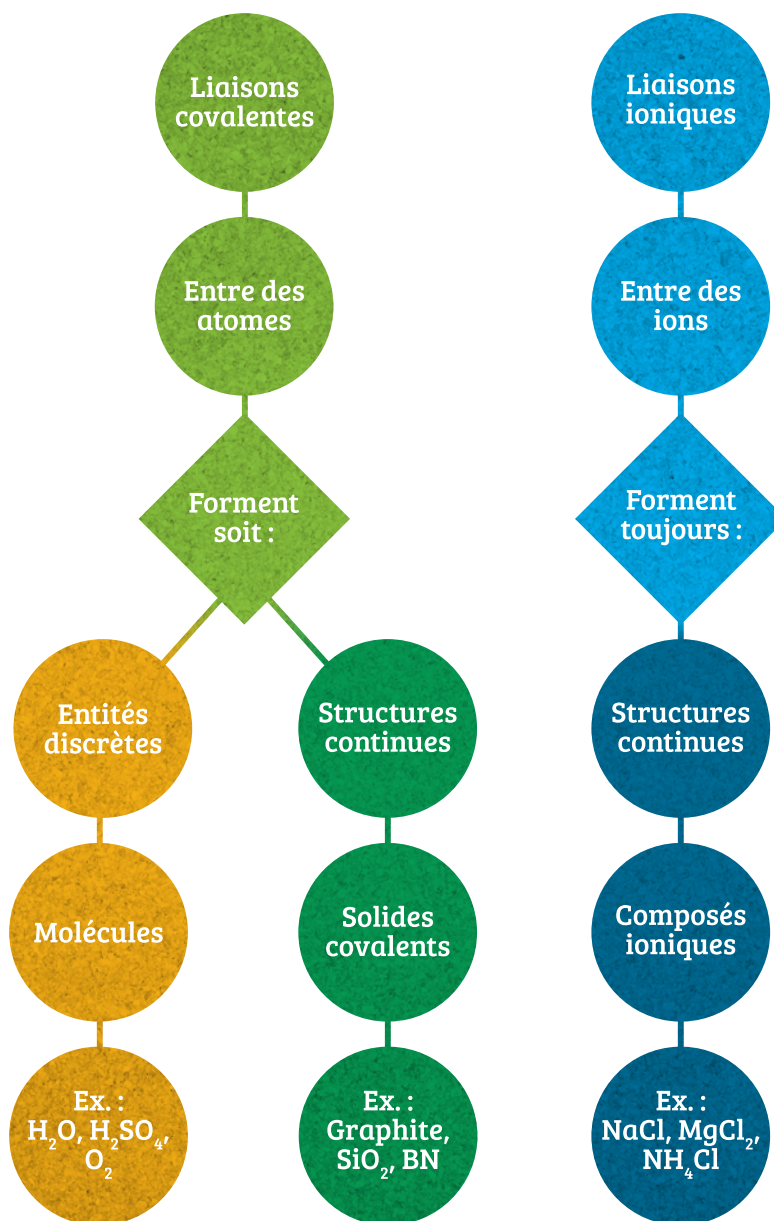 Liaisons
covalentes
Entre des
atomes
Forment
soit :
Entités
discrètes
Molécules
Ex. :
H₂O, H₂SO₄,
O₂
Structures
continues
Solides
covalents
Ex. :
Graphite,
SiO₂, BN
Liaisons
ioniques
Entre des
ions
Forment
toujours :
Structures
continues
Composés
ioniques
Ex. :
NaCl, MgCl₂,
NH₄Cl